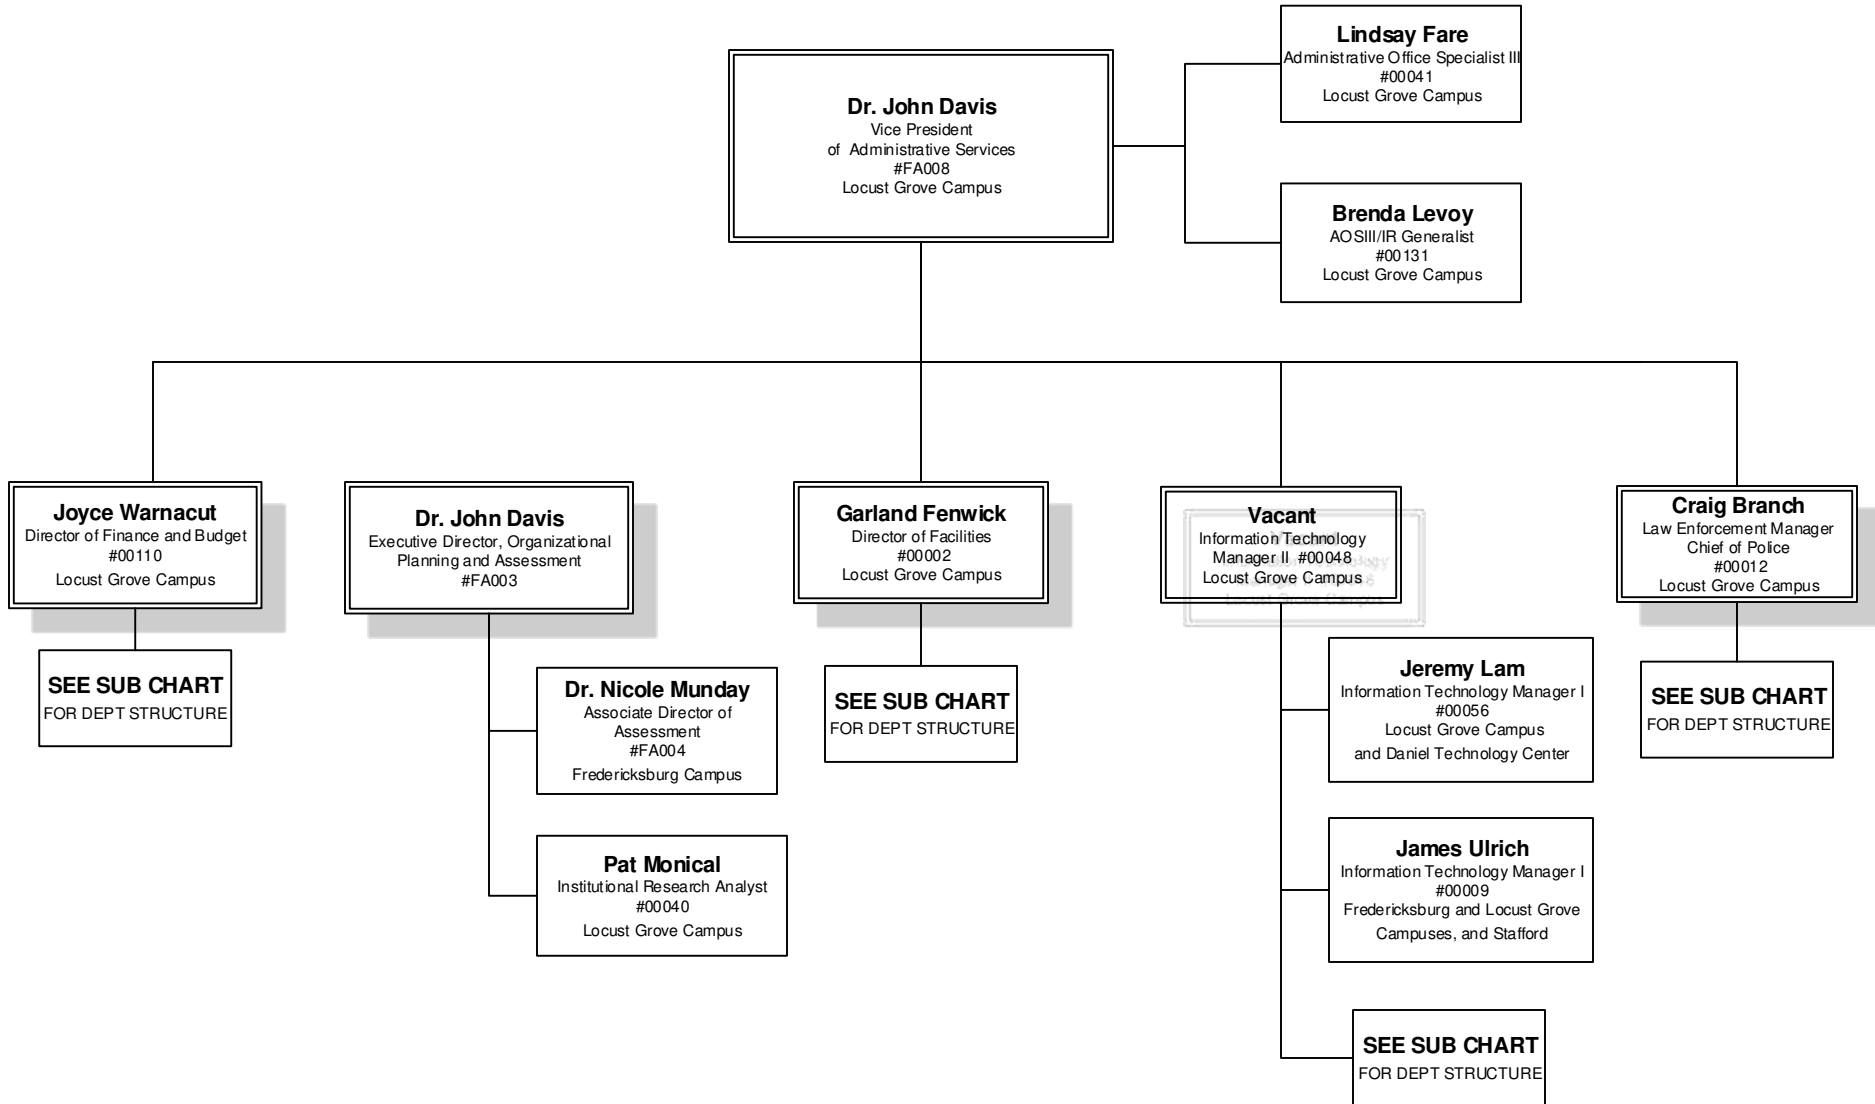 Lindsay Fare
Administrative Office Specialist III
#00041
Locust Grove Campus
Dr. John Davis
Vice President
of Administrative Services
#FA008
Locust Grove Campus
Brenda Levoy
AOSIII/IR Generalist
#00131
Locust Grove Campus
Joyce Warnacut
Director of Finance and Budget
#00110
Locust Grove Campus
SEE SUB CHART
FOR DEPT STRUCTURE
Dr. John Davis
Executive Director, Organizational
Planning and Assessment
#FA003
Dr. Nicole Munday
Associate Director of
Assessment
#FA004
Fredericksburg Campus
Pat Monical
Institutional Research Analyst
#00040
Locust Grove Campus
Garland Fenwick
Director of Facilities
#00002
Locust Grove Campus
SEE SUB CHART
FOR DEPT STRUCTURE
Vacant
Information Technology
Manager II #00048
Locust Grove Campus
Jeremy Lam
Information Technology Manager I
#00056
Locust Grove Campus
and Daniel Technology Center
James Ulrich
Information Technology Manager I
#00009
Fredericksburg and Locust Grove
Campuses, and Stafford
SEE SUB CHART
FOR DEPT STRUCTURE
Craig Branch
Law Enforcement Manager
Chief of Police
#00012
Locust Grove Campus
SEE SUB CHART
FOR DEPT STRUCTURE